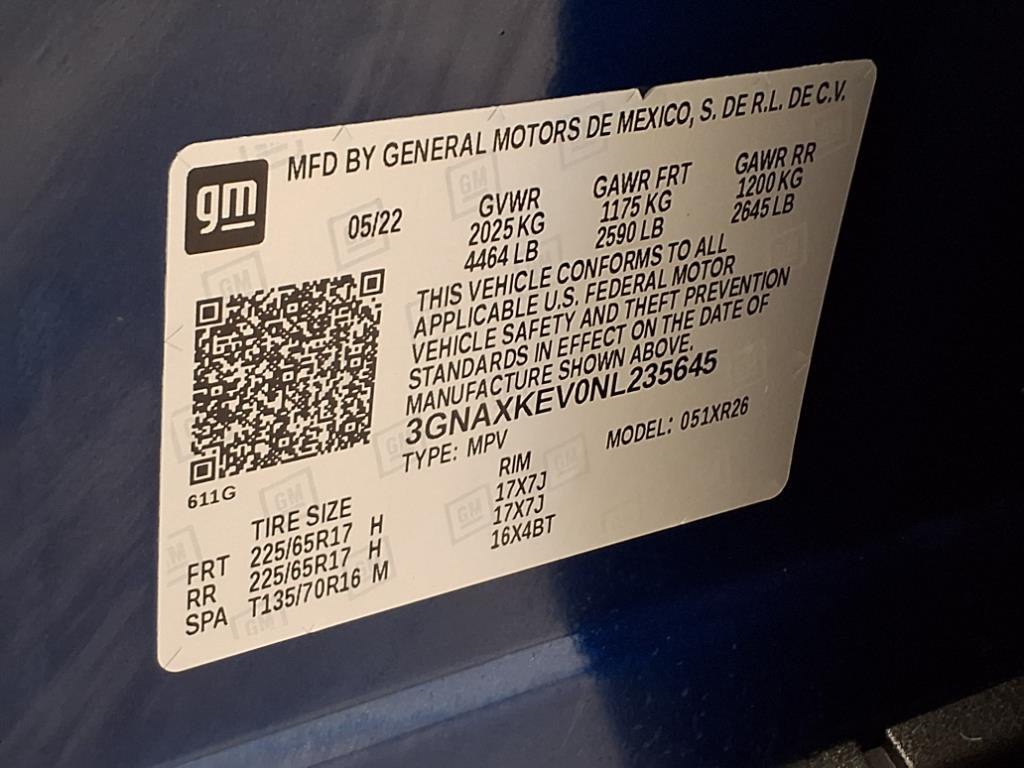 MFD BY GENERAL MOTORS DE MEXICO, S. DE R.L. DE C.V.
gm
05/22 GVWR GAWR FRT GAWR RR
2025 KG 1175 KG 1200 KG
4464 LB 2590 LB 2645 LB
THIS VEHICLE CONFORMS TO ALL
APPLICABLE U.S. FEDERAL MOTOR
VEHICLE SAFETY AND THEFT PREVENTION
STANDARDS IN EFFECT ON THE DATE OF
MANUFACTURE SHOWN ABOVE.
3GNAXKEV0NL235645
TYPE: MPV MODEL: 051XR26
611G
TIRE SIZE RIM
FRT 225/65R17 H 17X7J
RR 225/65R17 H 17X7J
SPA T135/70R16 M 16X4BT